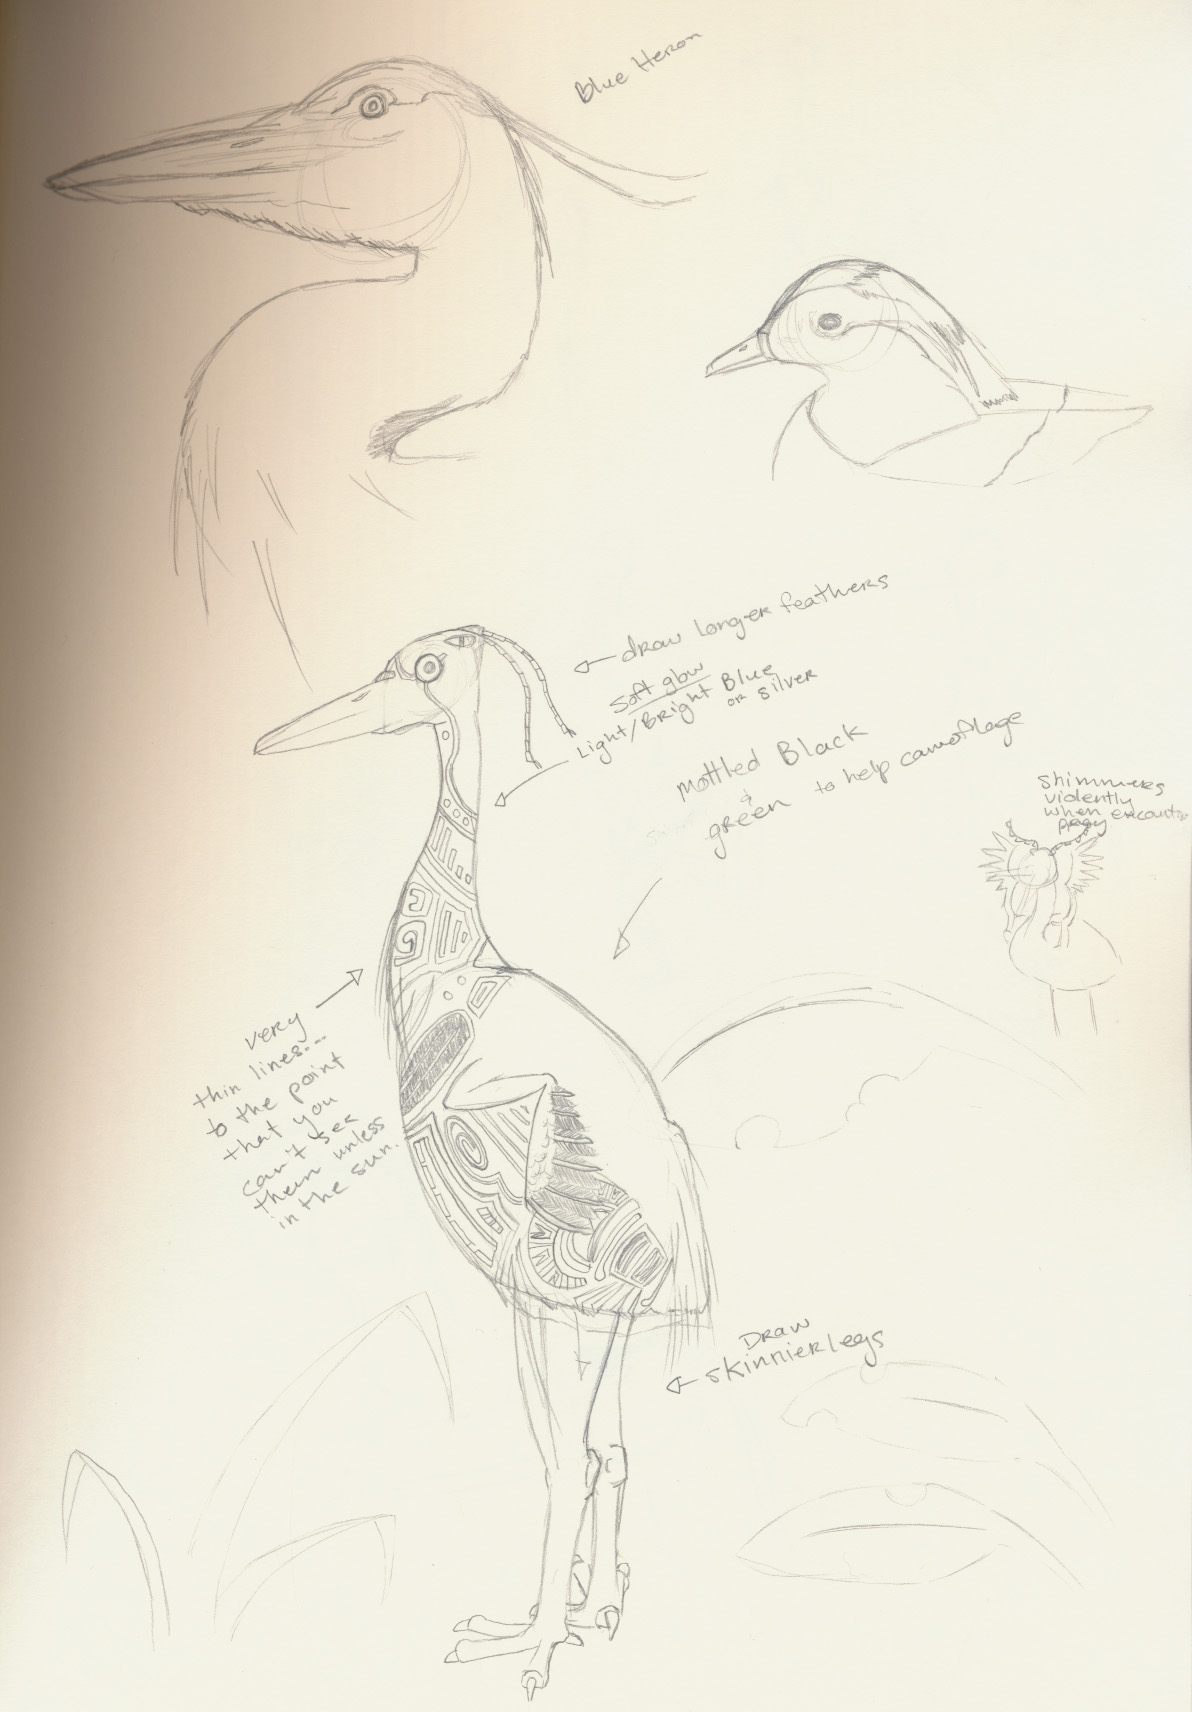 Blue Heron
draw longer feathers
Soft glow
Light/Bright Blue
or silver
Mottled Black
&
green to help camoflage
shimmers
violently
when encounters
prey
very
thin lines...
to the point
that you
can't see
them unless
in the sun.
Draw
skinnier legs